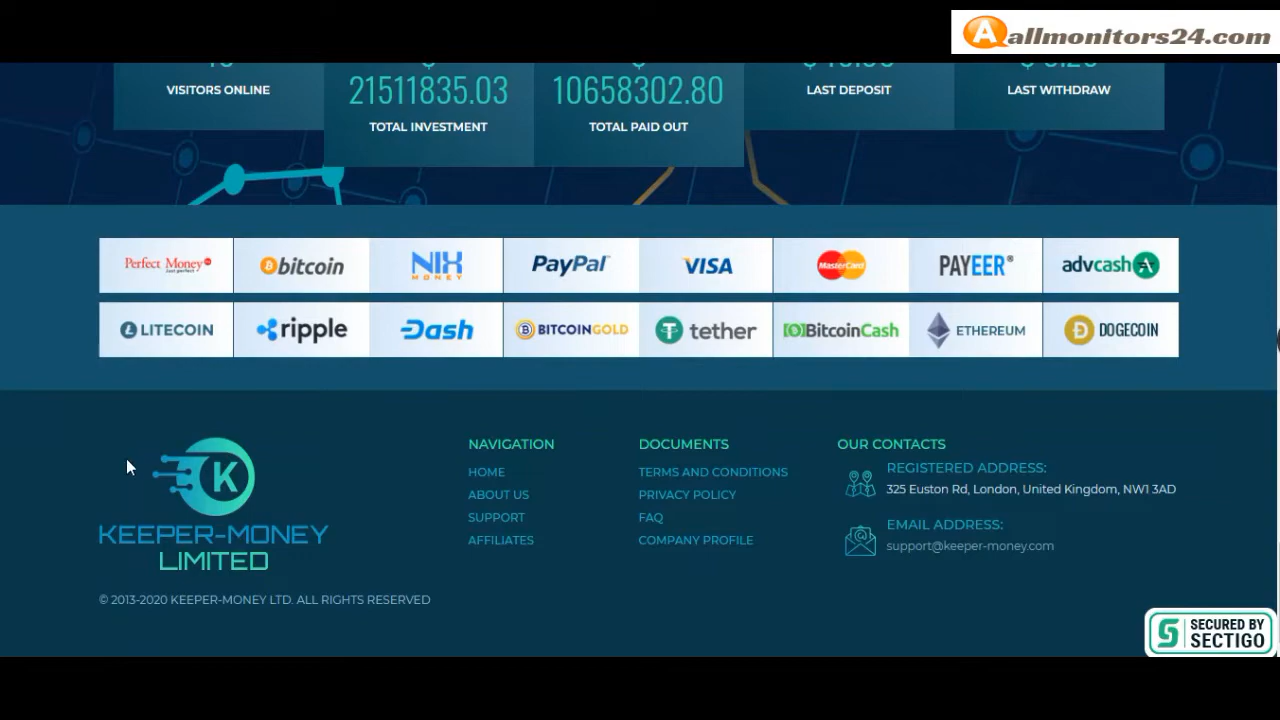 allmonitors24.com
VISITORS ONLINE
21511835.03
TOTAL INVESTMENT
10658302.80
TOTAL PAID OUT
LAST DEPOSIT
LAST WITHDRAW
Perfect Money
bitcoin
NIX MONEY
PayPal
VISA
MasterCard
PAYEER®
advcash
LITECOIN
ripple
Dash
BITCOINGOLD
tether
BitcoinCash
ETHEREUM
DOGECOIN
K
KEEPER-MONEY
LIMITED
© 2013-2020 KEEPER-MONEY LTD. ALL RIGHTS RESERVED
NAVIGATION
HOME
ABOUT US
SUPPORT
AFFILIATES
DOCUMENTS
TERMS AND CONDITIONS
PRIVACY POLICY
FAQ
COMPANY PROFILE
OUR CONTACTS
REGISTERED ADDRESS:
325 Euston Rd, London, United Kingdom, NW1 3AD
EMAIL ADDRESS:
support@keeper-money.com
SECURED BY
SECTIGO